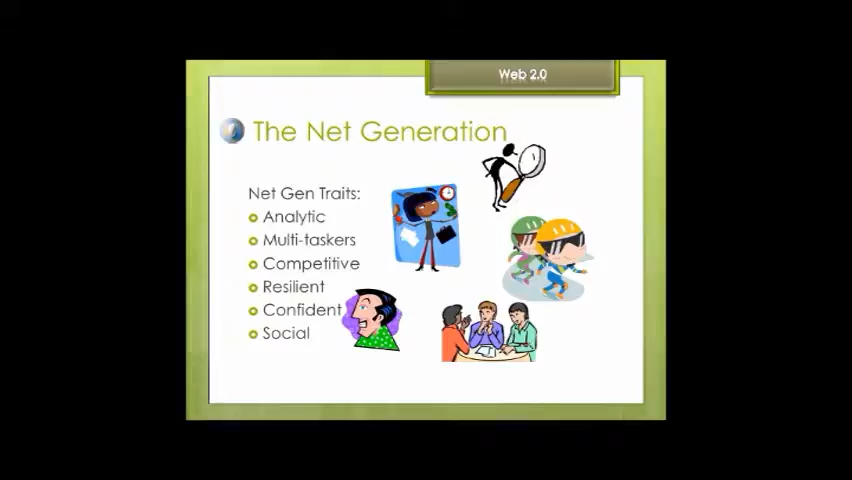 Web 2.0
The Net Generation
Net Gen Traits:
Analytic
Multi-taskers
Competitive
Resilient
Confident
Social